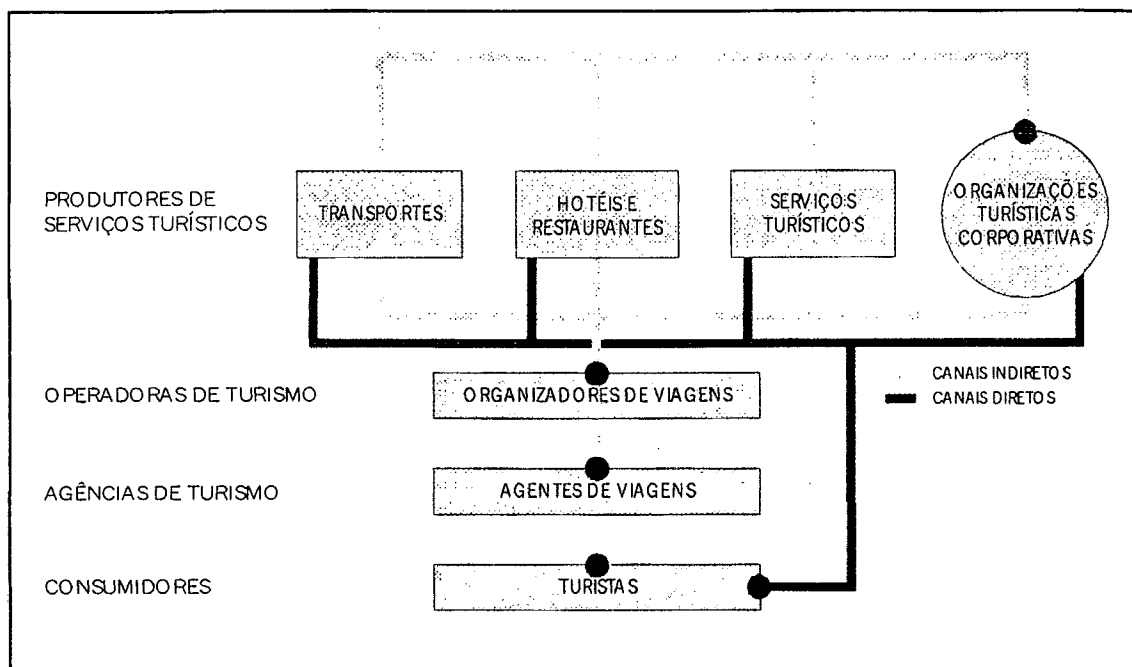 PRODUTORES DE
SERVIÇOS TURÍSTICOS
TRANSPORTES
HOTÉIS E
RESTAURANTES
SERVIÇOS
TURÍSTICOS
ORGANIZAÇÕES
TURÍSTICAS
CORPORATIVAS
OPERADORAS DE TURISMO
ORGANIZADORES DE VIAGENS
CANAIS INDIRETOS
CANAIS DIRETOS
AGÊNCIAS DE TURISMO
AGENTES DE VIAGENS
CONSUMIDORES
TURISTAS